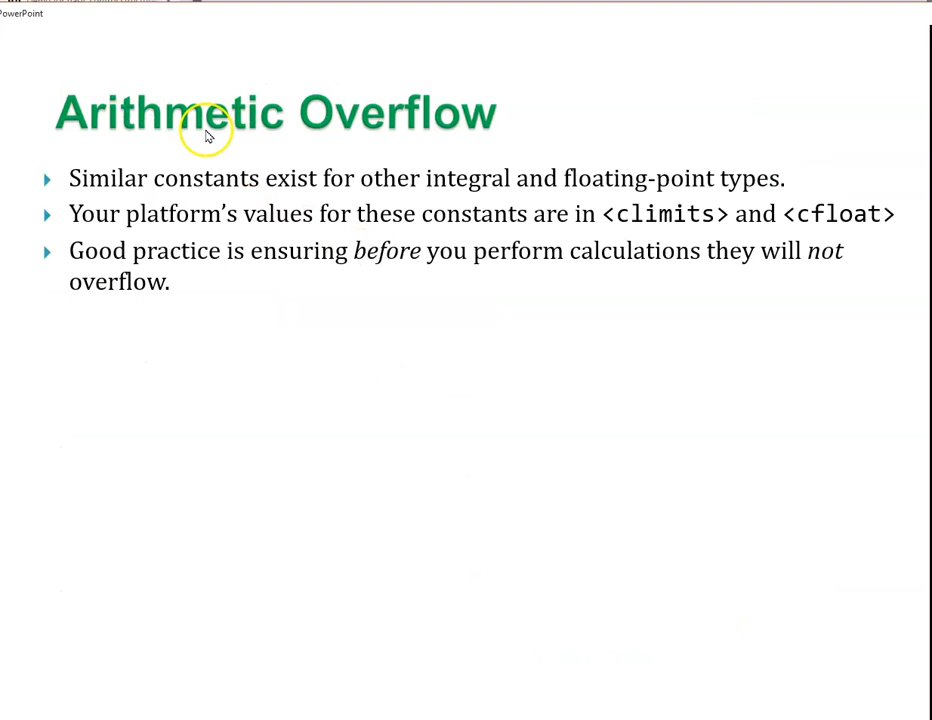 PowerPoint
Arithmetic Overflow
Similar constants exist for other integral and floating-point types.
Your platform’s values for these constants are in <climits> and <cfloat>
Good practice is ensuring before you perform calculations they will not
overflow.